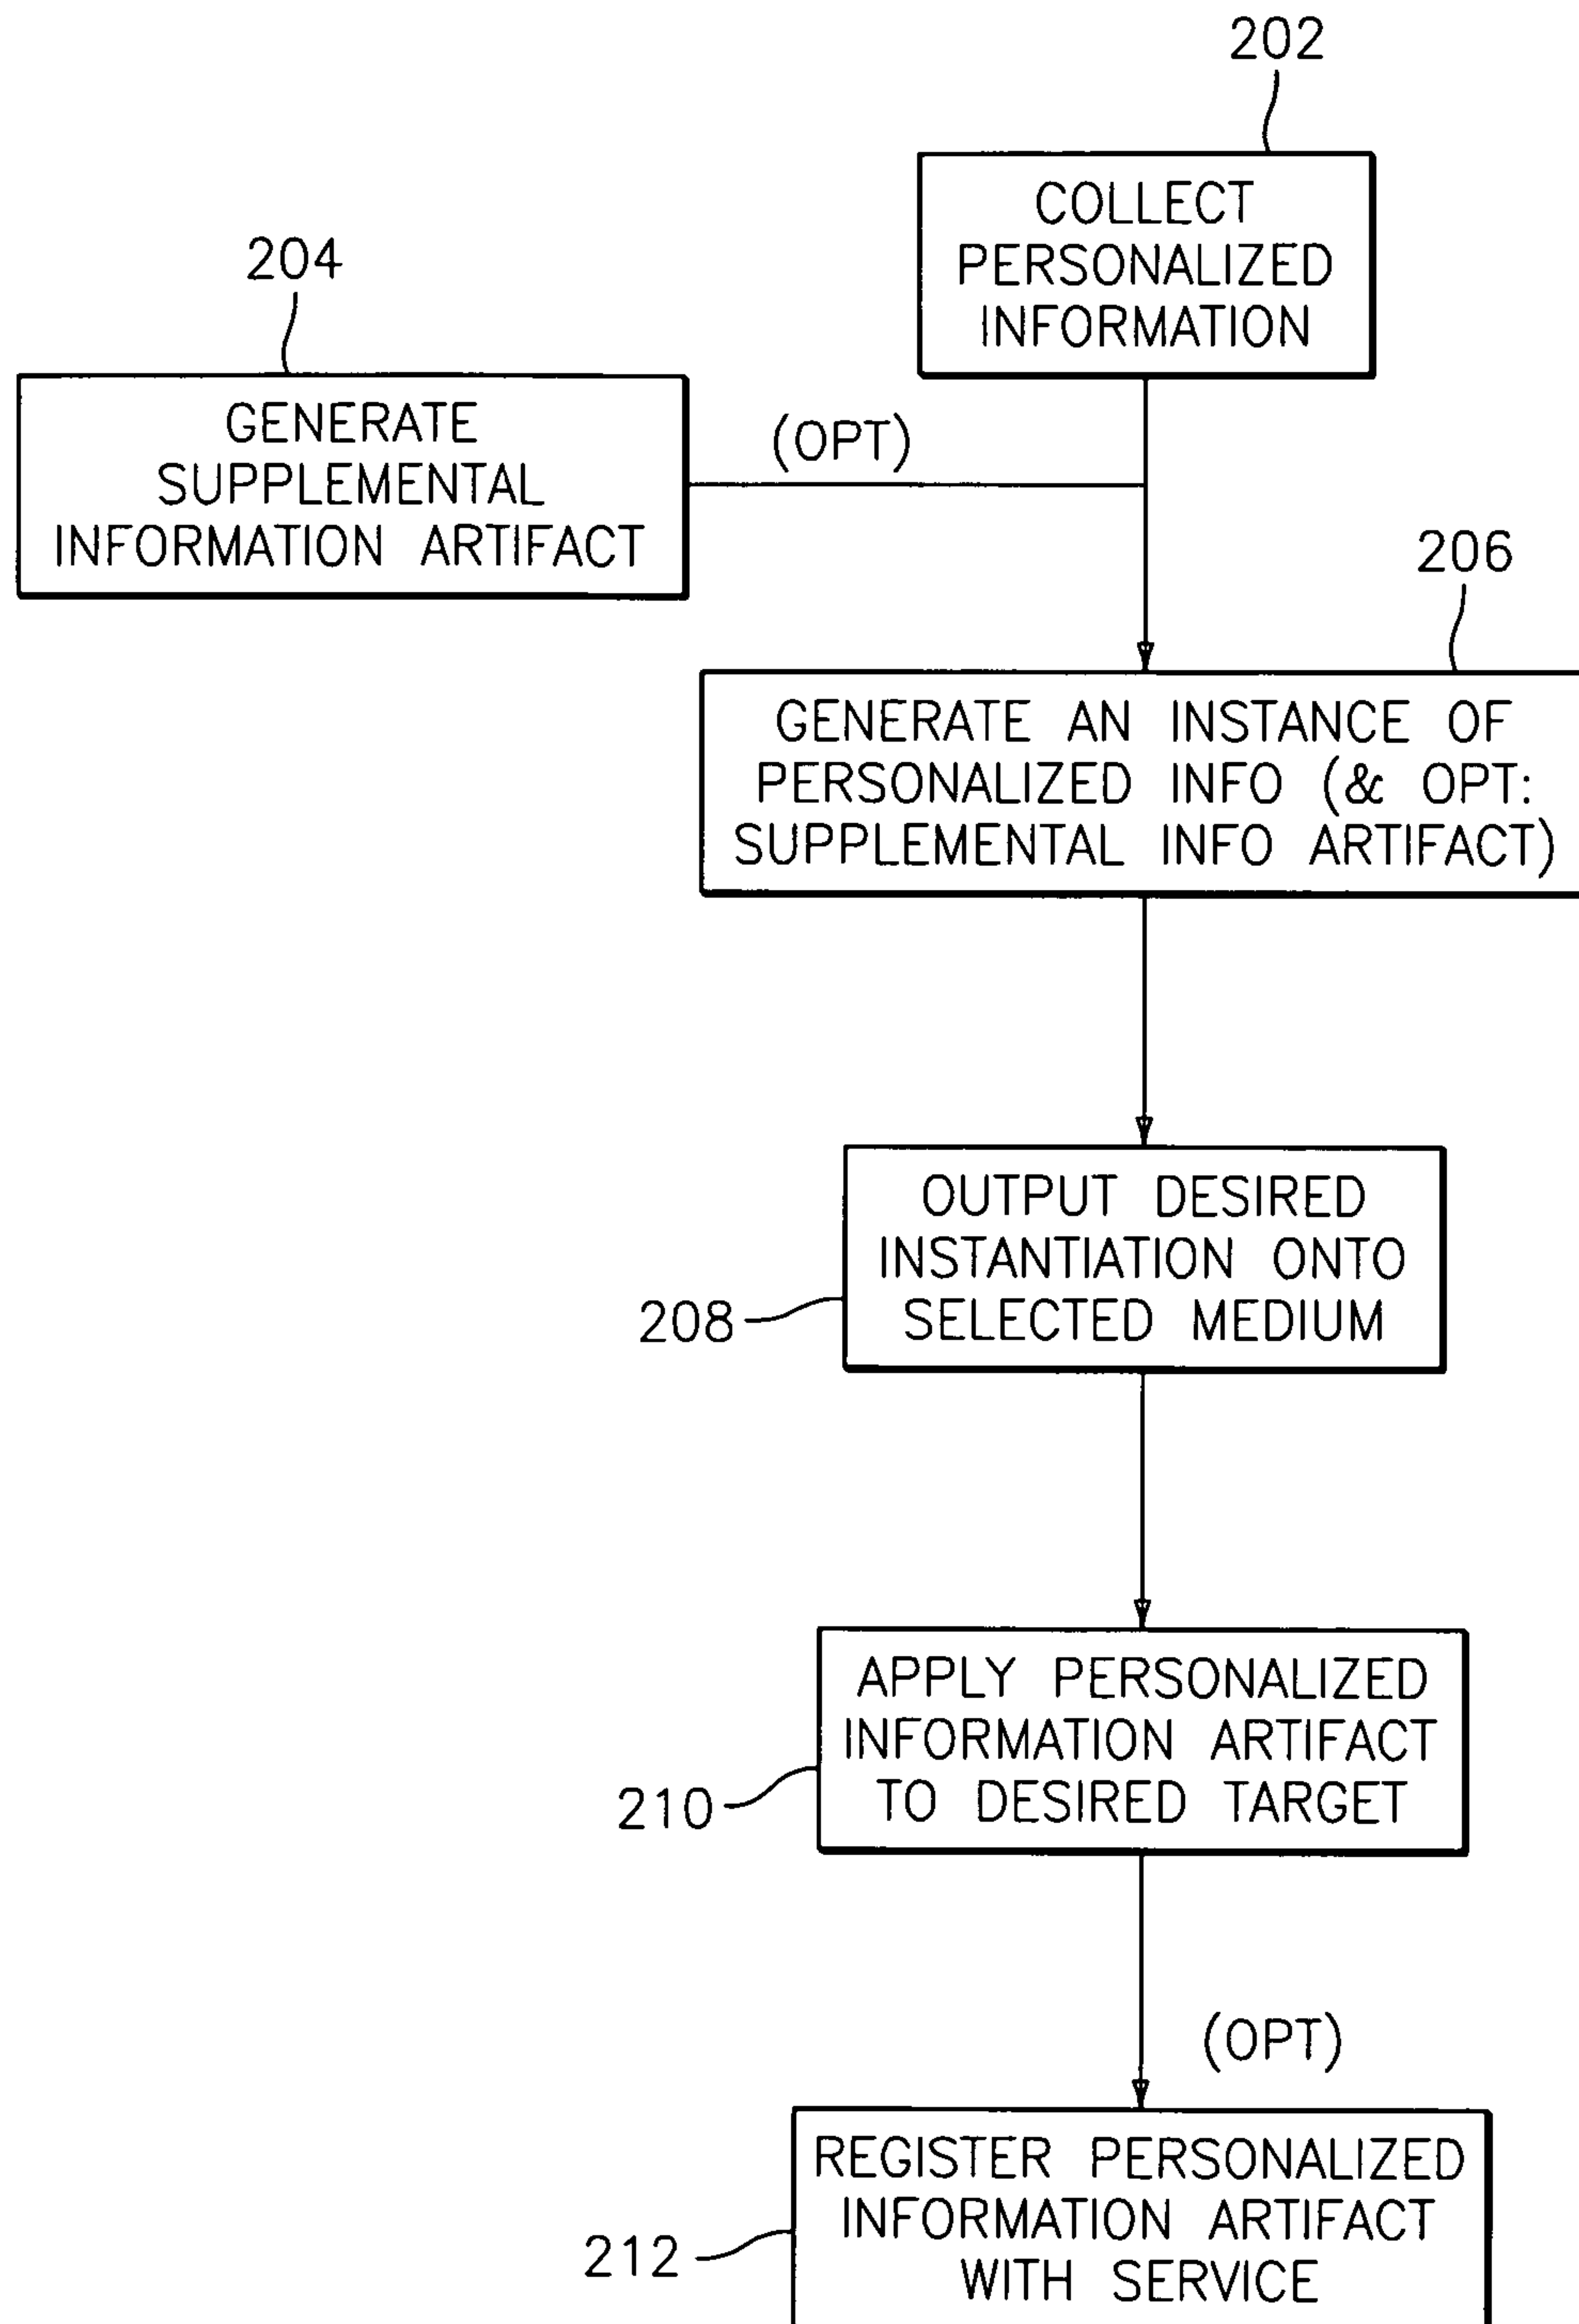 202
COLLECT
PERSONALIZED
INFORMATION
204
GENERATE
SUPPLEMENTAL
INFORMATION ARTIFACT
(OPT)
206
GENERATE AN INSTANCE OF
PERSONALIZED INFO (& OPT:
SUPPLEMENTAL INFO ARTIFACT)
OUTPUT DESIRED
INSTANTIATION ONTO
SELECTED MEDIUM
208
APPLY PERSONALIZED
INFORMATION ARTIFACT
TO DESIRED TARGET
210
(OPT)
REGISTER PERSONALIZED
INFORMATION ARTIFACT
WITH SERVICE
212